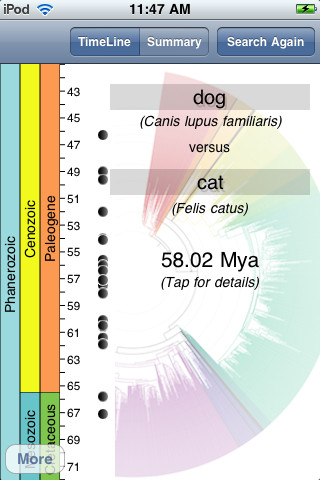 iPod 11:47 AM
TimeLine Summary Search Again
43
45
47
49
51
53
55
57
59
61
63
65
67
69
71
Phanerozoic
Cenozoic
Paleogene
Mesozoic
Cretaceous
dog
(Canis lupus familiaris)
versus
cat
(Felis catus)
58.02 Mya
(Tap for details)
More